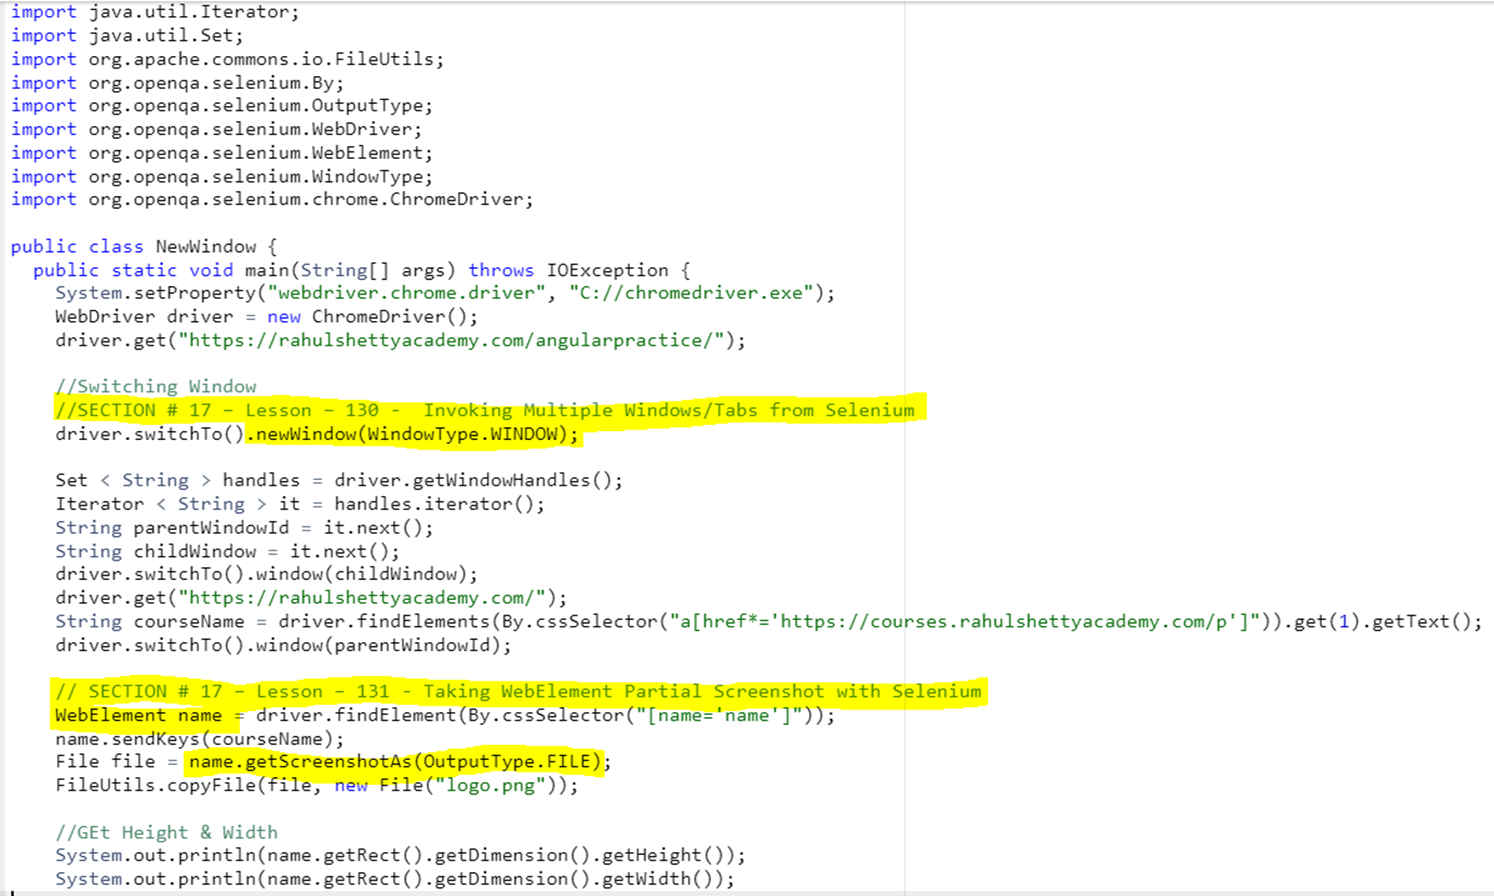 import java.util.Iterator;
import java.util.Set;
import org.apache.commons.io.FileUtils;
import org.openqa.selenium.By;
import org.openqa.selenium.OutputType;
import org.openqa.selenium.WebDriver;
import org.openqa.selenium.WebElement;
import org.openqa.selenium.WindowType;
import org.openqa.selenium.chrome.ChromeDriver;
public class NewWindow {
public static void main(String[] args) throws IOException {
System.setProperty("webdriver.chrome.driver", "C://chromedriver.exe");
WebDriver driver = new ChromeDriver();
driver.get("https://rahulshettyacademy.com/angularpractice/");
//Switching Window
//SECTION # 17 – Lesson – 130 -  Invoking Multiple Windows/Tabs from Selenium
driver.switchTo().newWindow(WindowType.WINDOW);
Set < String > handles = driver.getWindowHandles();
Iterator < String > it = handles.iterator();
String parentWindowId = it.next();
String childWindow = it.next();
driver.switchTo().window(childWindow);
driver.get("https://rahulshettyacademy.com/");
String courseName = driver.findElements(By.cssSelector("a[href*='https://courses.rahulshettyacademy.com/p']")).get(1).getText();
driver.switchTo().window(parentWindowId);
// SECTION # 17 – Lesson – 131 - Taking WebElement Partial Screenshot with Selenium
WebElement name = driver.findElement(By.cssSelector("[name='name']"));
name.sendKeys(courseName);
File file = name.getScreenshotAs(OutputType.FILE);
FileUtils.copyFile(file, new File("logo.png"));
//GEt Height & Width
System.out.println(name.getRect().getDimension().getHeight());
System.out.println(name.getRect().getDimension().getWidth());